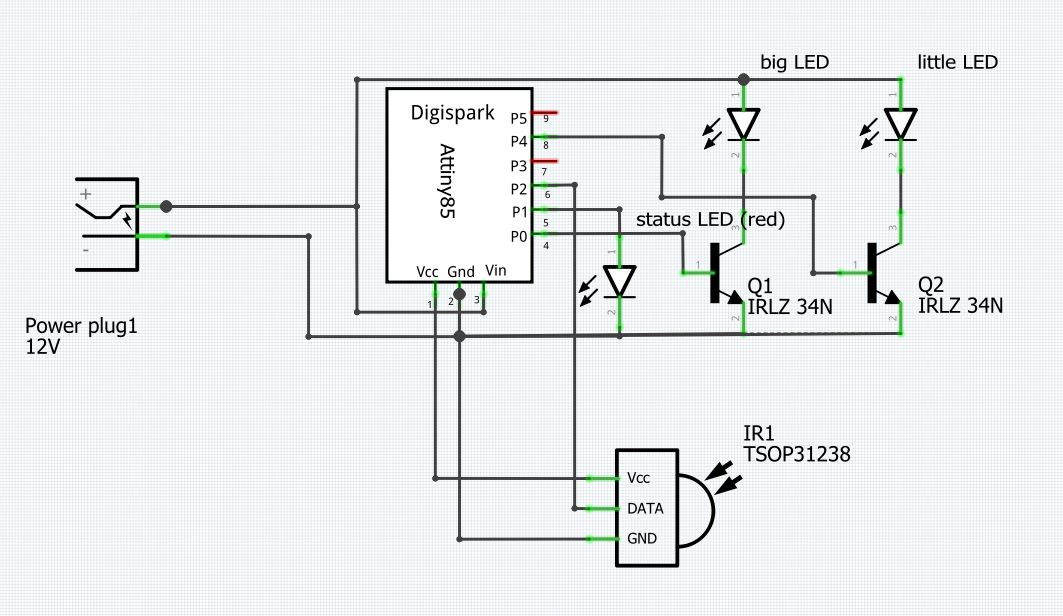 big LED
little LED
Digispark
Attiny85
P5
9
P4
8
P3
7
P2
6
P1
5
P0
4
Vcc
Gnd
Vin
1
2
3
+
-
Power plug1
12V
status LED (red)
1
2
1
2
1
2
3
1
2
Q1
IRLZ 34N
3
1
2
Q2
IRLZ 34N
IR1
TSOP31238
Vcc
DATA
GND